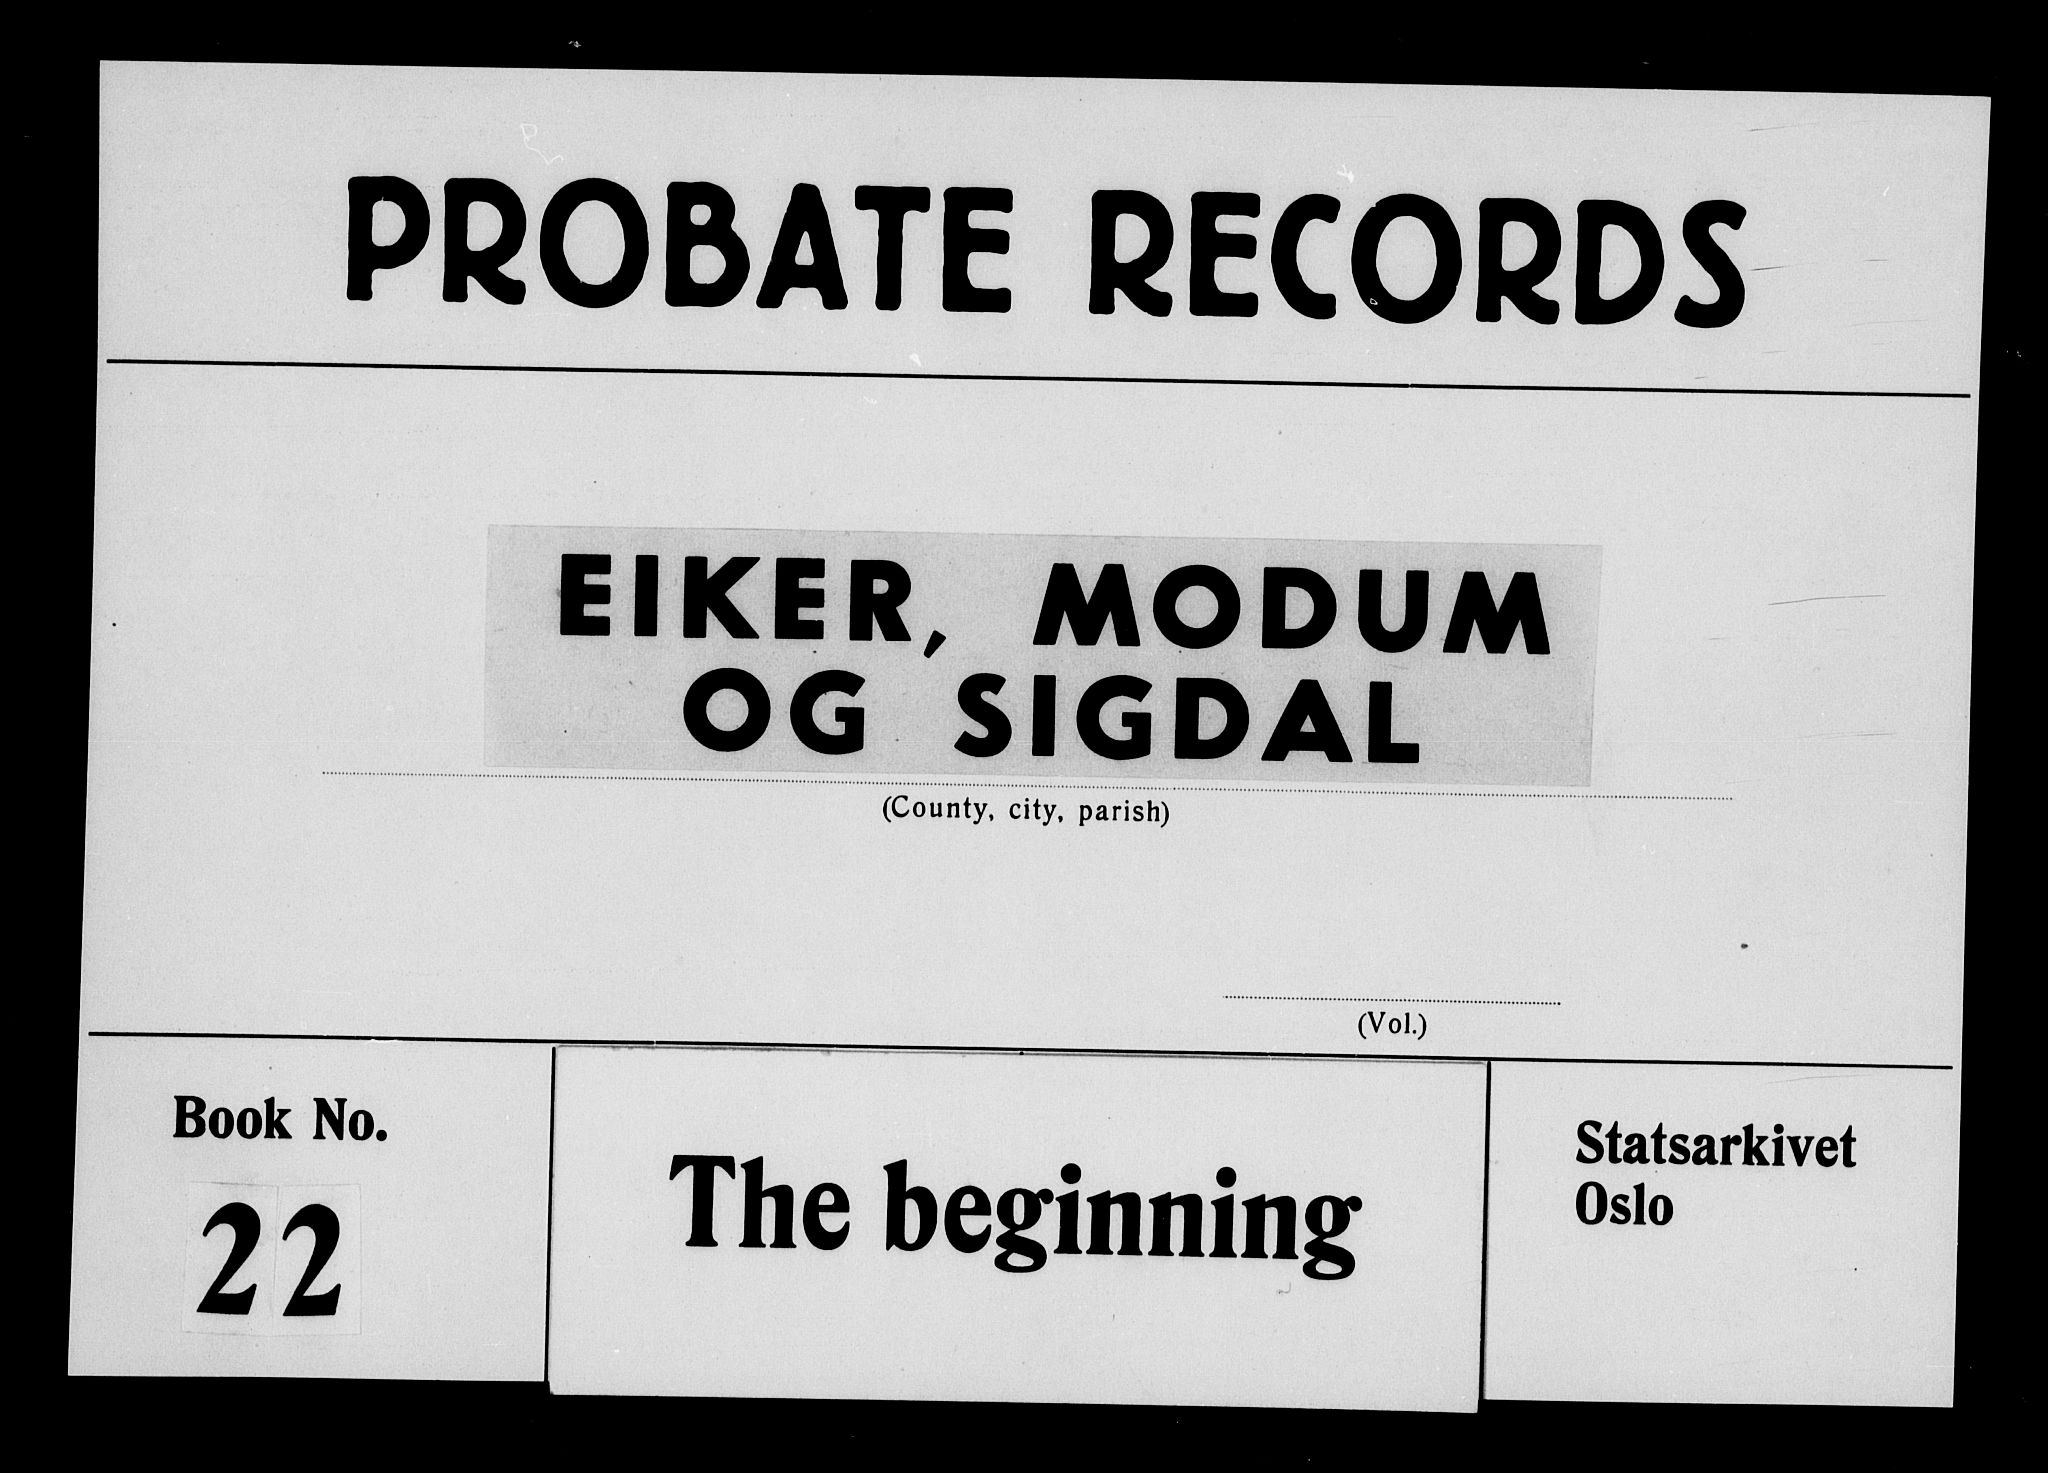 PROBATE RECORDS
EIKER, MODUM
OG SIGDAL
(County, city, parish)
(Vol.)
Book No.
22
The beginning
Statsarkivet
Oslo